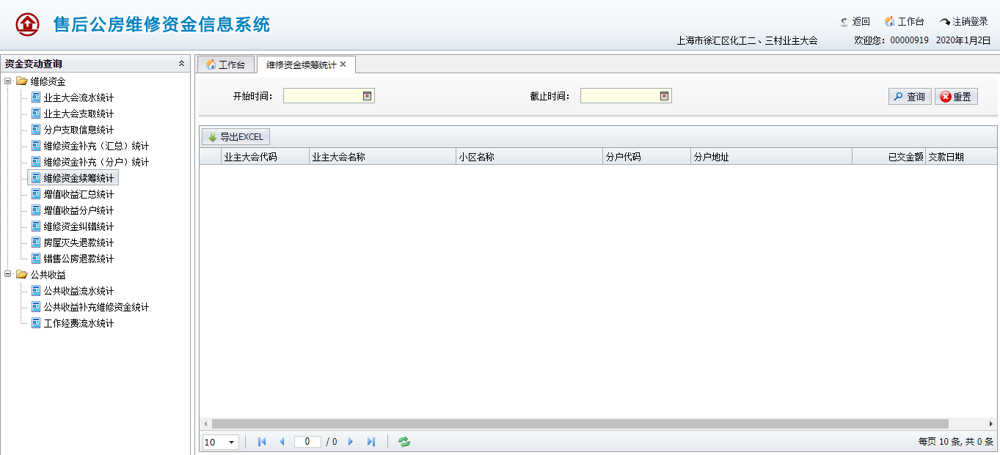 售后公房维修资金信息系统
返回 工作台 注销登录
上海市徐汇区化工二、三村业主大会 欢迎您：00000919 2020年1月2日
资金变动查询
维修资金
业主大会流水统计
业主大会支取统计
分户支取信息统计
维修资金补充（汇总）统计
维修资金补充（分户）统计
维修资金续筹统计
增值收益汇总统计
增值收益分户统计
维修资金纠错统计
房屋灭失退款统计
错售公房退款统计
公共收益
公共收益流水统计
公共收益补充维修资金统计
工作经费流水统计
工作台 维修资金续筹统计
开始时间： 截止时间： 查询 重置
导出EXCEL
业主大会代码 业主大会名称 小区名称 分户代码 分户地址 已交金额 交款日期
10 0 / 0 每页 10 条, 共 0 条